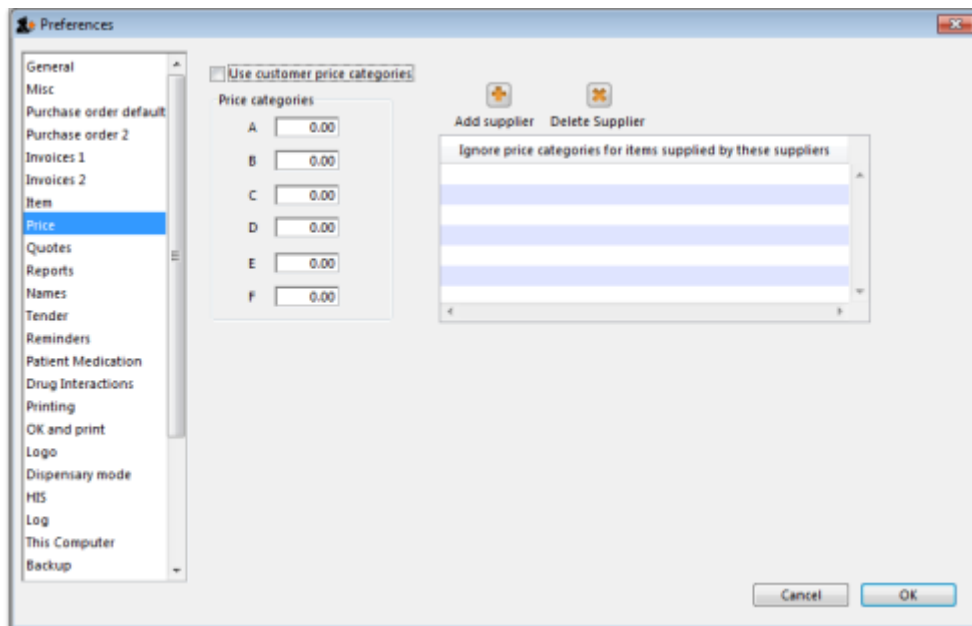 Preferences
General
Misc
Purchase order default
Purchase order 2
Invoices 1
Invoices 2
Item
Price
Quotes
Reports
Names
Tender
Reminders
Patient Medication
Drug Interactions
Printing
OK and print
Logo
Dispensary mode
HIS
Log
This Computer
Backup
Use customer price categories
Price categories
A 0.00
B 0.00
C 0.00
D 0.00
E 0.00
F 0.00
Add supplier Delete Supplier
Ignore price categories for items supplied by these suppliers
Cancel OK